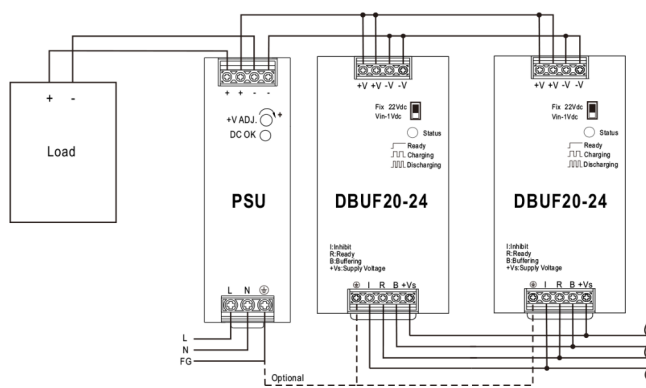 + -
Load
+ + - -
+V ADJ. +
DC OK
PSU
L N
L
N
FG
Optional
+V +V -V -V
Fix 22Vdc
Vin-1Vdc
Status
Ready
Charging
Discharging
DBUF20-24
I:Inhibit
R:Ready
B:Buffering
+Vs:Supply Voltage
I R B +Vs
+V +V -V -V
Fix 22Vdc
Vin-1Vdc
Status
Ready
Charging
Discharging
DBUF20-24
I:Inhibit
R:Ready
B:Buffering
+Vs:Supply Voltage
I R B +Vs